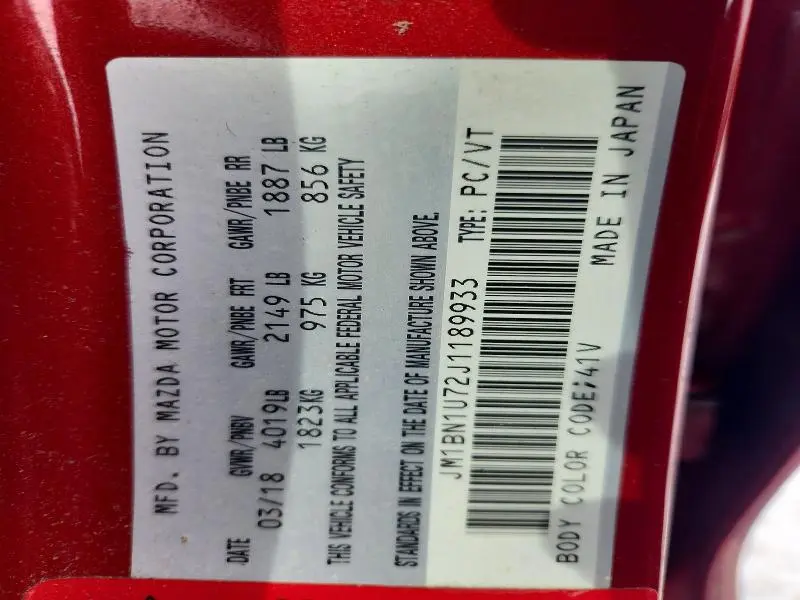 MFD. BY MAZDA MOTOR CORPORATION
DATE GVWR/PNBV GAWR/PNBE FRT GAWR/PNBE RR
03/18 4019LB 2149 LB 1887 LB
1823KG 975 KG 856 KG
THIS VEHICLE CONFORMS TO ALL APPLICABLE FEDERAL MOTOR VEHICLE SAFETY
STANDARDS IN EFFECT ON THE DATE OF MANUFACTURE SHOWN ABOVE.
JM1BN1U72J1189933 TYPE: PC/VT
BODY COLOR CODE:41V MADE IN JAPAN